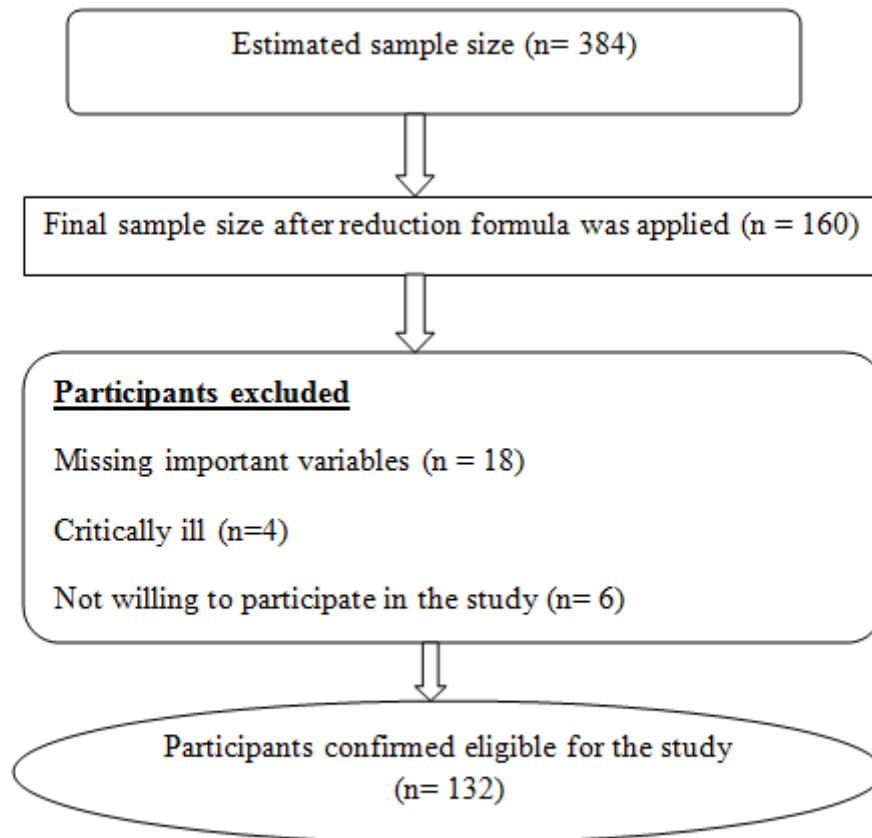 Estimated sample size (n= 384)
Final sample size after reduction formula was applied (n = 160)
Participants excluded
Missing important variables (n = 18)
Critically ill (n=4)
Not willing to participate in the study (n= 6)
Participants confirmed eligible for the study
(n= 132)